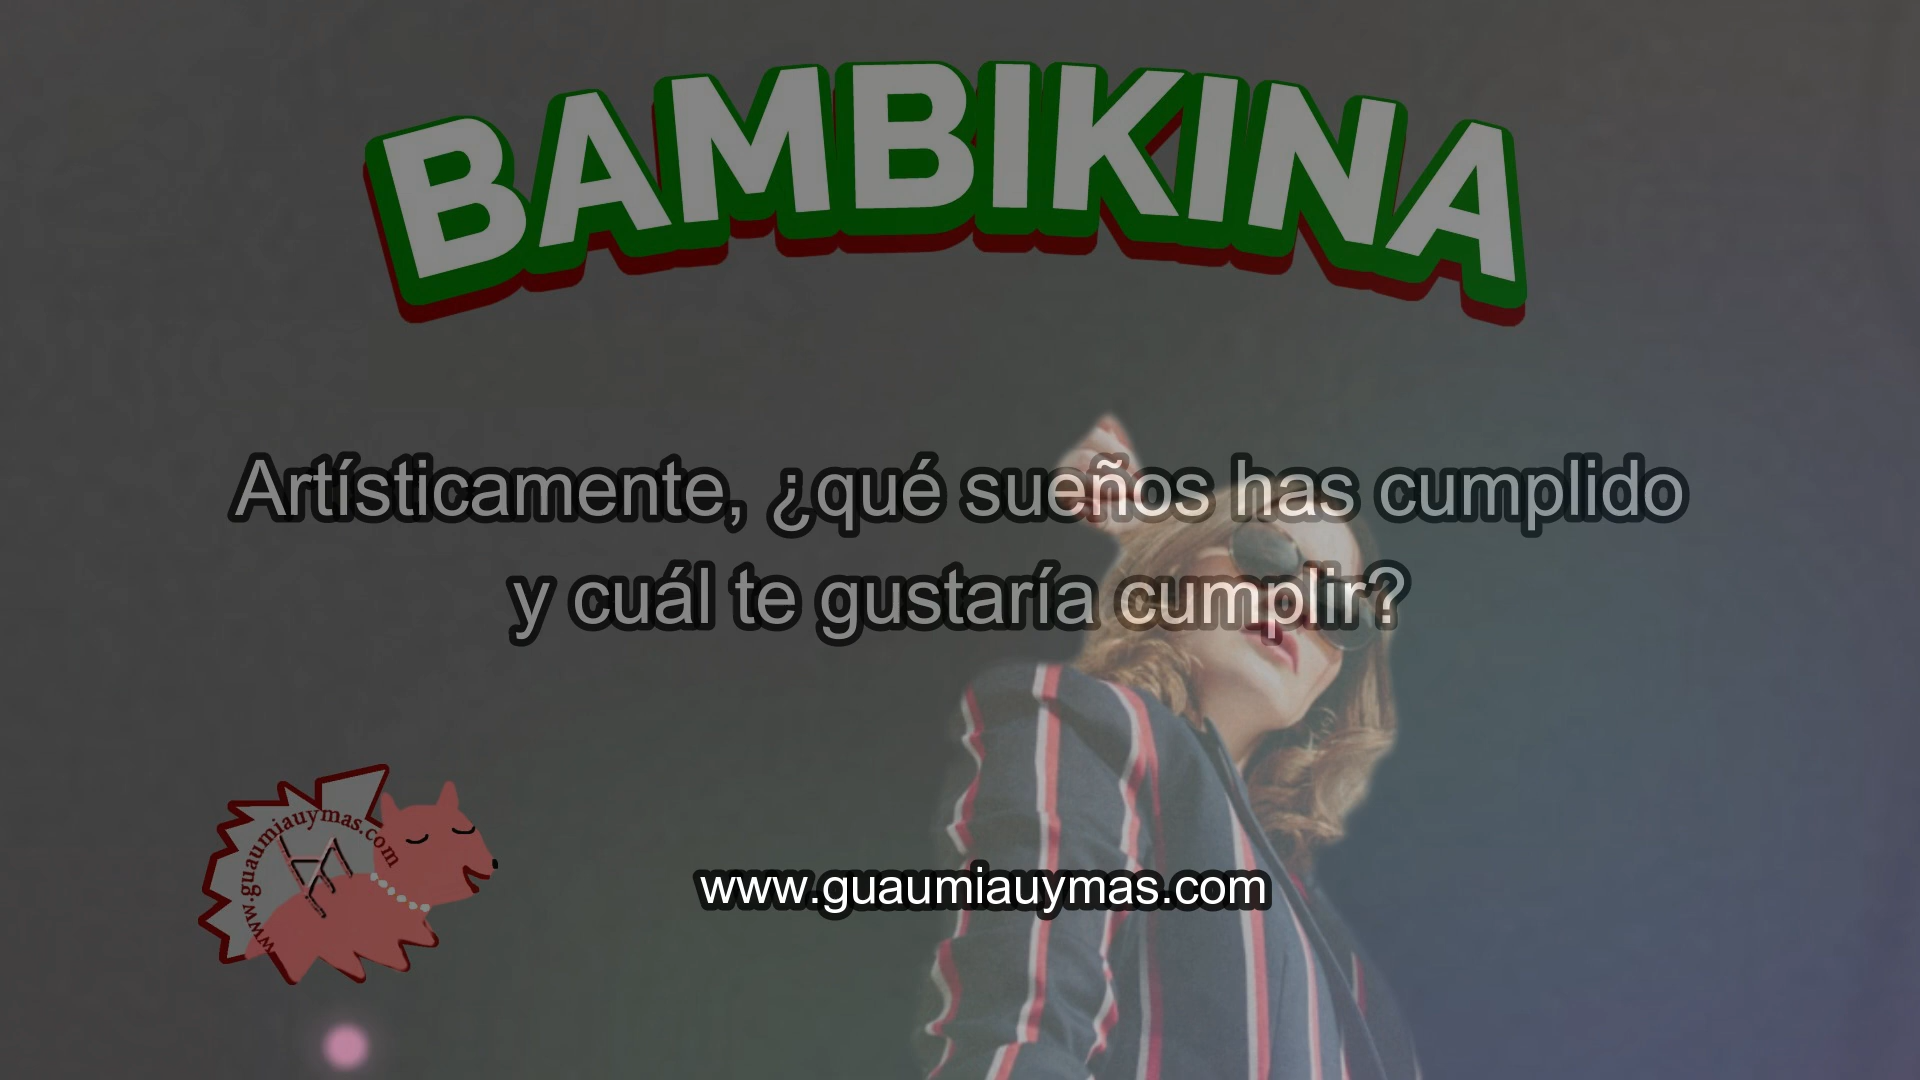 BAMBIKINA
Artísticamente, ¿qué sueños has cumplido
y cuál te gustaría cumplir?
www.guaumiauymas.com
www.guaumiauymas.com